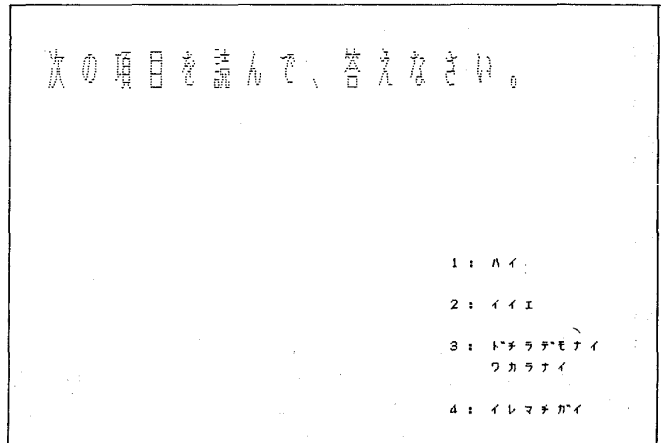 次の項目を読んで、答えなさい。
1: ハイ
2: イイエ
3: ドチラデモナイ
ワカラナイ
4: イレマチガイ